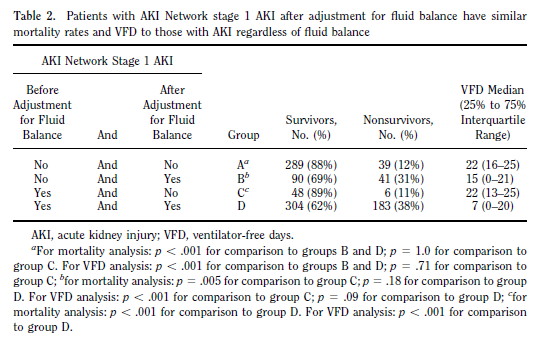 Table 2. Patients with AKI Network stage 1 AKI after adjustment for fluid balance have similar
mortality rates and VFD to those with AKI regardless of fluid balance
AKI Network Stage 1 AKI
Before After VFD Median
Adjustment Adjustment (25% to 75%
for Fluid for Fluid Survivors, Nonsurvivors, Interquartile
Balance And Balance Group No. (%) No. (%) Range)
No And No Aᵃ 289 (88%) 39 (12%) 22 (16–25)
No And Yes Bᵇ 90 (69%) 41 (31%) 15 (0–21)
Yes And No Cᶜ 48 (89%) 6 (11%) 22 (13–25)
Yes And Yes D 304 (62%) 183 (38%) 7 (0–20)
AKI, acute kidney injury; VFD, ventilator-free days.
ᵃFor mortality analysis: p < .001 for comparison to groups B and D; p = 1.0 for comparison to
group C. For VFD analysis: p < .001 for comparison to groups B and D; p = .71 for comparison to
group C; ᵇfor mortality analysis: p = .005 for comparison to group C; p = .18 for comparison to group
D. For VFD analysis: p < .001 for comparison to group C; p = .09 for comparison to group D; ᶜfor
mortality analysis: p < .001 for comparison to group D. For VFD analysis: p < .001 for comparison
to group D.